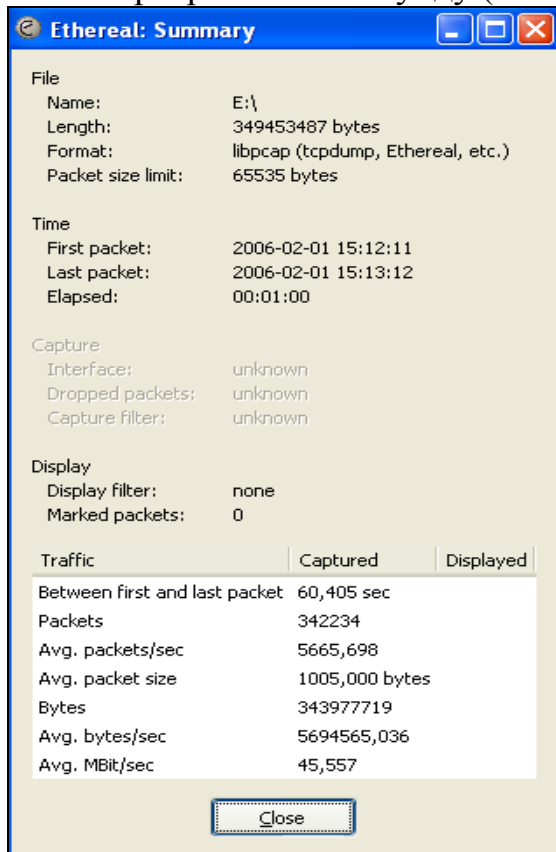 Ethereal: Summary
File
Name: E:\
Length: 349453487 bytes
Format: libpcap (tcpdump, Ethereal, etc.)
Packet size limit: 65535 bytes
Time
First packet: 2006-02-01 15:12:11
Last packet: 2006-02-01 15:13:12
Elapsed: 00:01:00
Capture
Interface: unknown
Dropped packets: unknown
Capture filter: unknown
Display
Display filter: none
Marked packets: 0
Traffic Captured Displayed
Between first and last packet 60,405 sec
Packets 342234
Avg. packets/sec 5665,698
Avg. packet size 1005,000 bytes
Bytes 343977719
Avg. bytes/sec 5694565,036
Avg. MBit/sec 45,557
Close